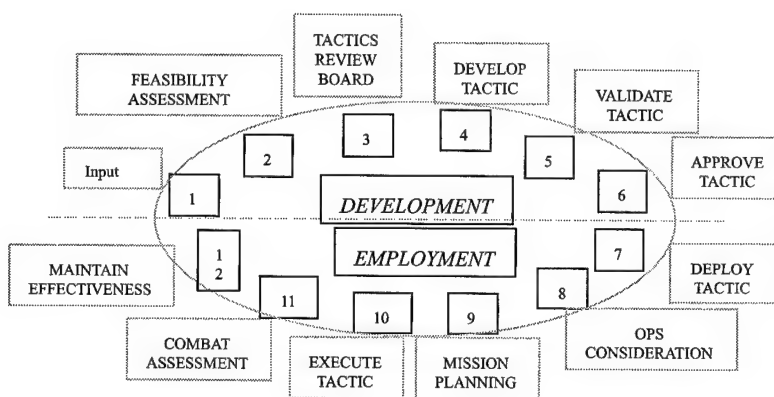 TACTICS
REVIEW
BOARD
FEASIBILITY
ASSESSMENT
DEVELOP
TACTIC
VALIDATE
TACTIC
Input
APPROVE
TACTIC
1
2
3
4
5
6
DEVELOPMENT
EMPLOYMENT
1
2
11
10
9
8
7
MAINTAIN
EFFECTIVENESS
DEPLOY
TACTIC
COMBAT
ASSESSMENT
EXECUTE
TACTIC
MISSION
PLANNING
OPS
CONSIDERATION